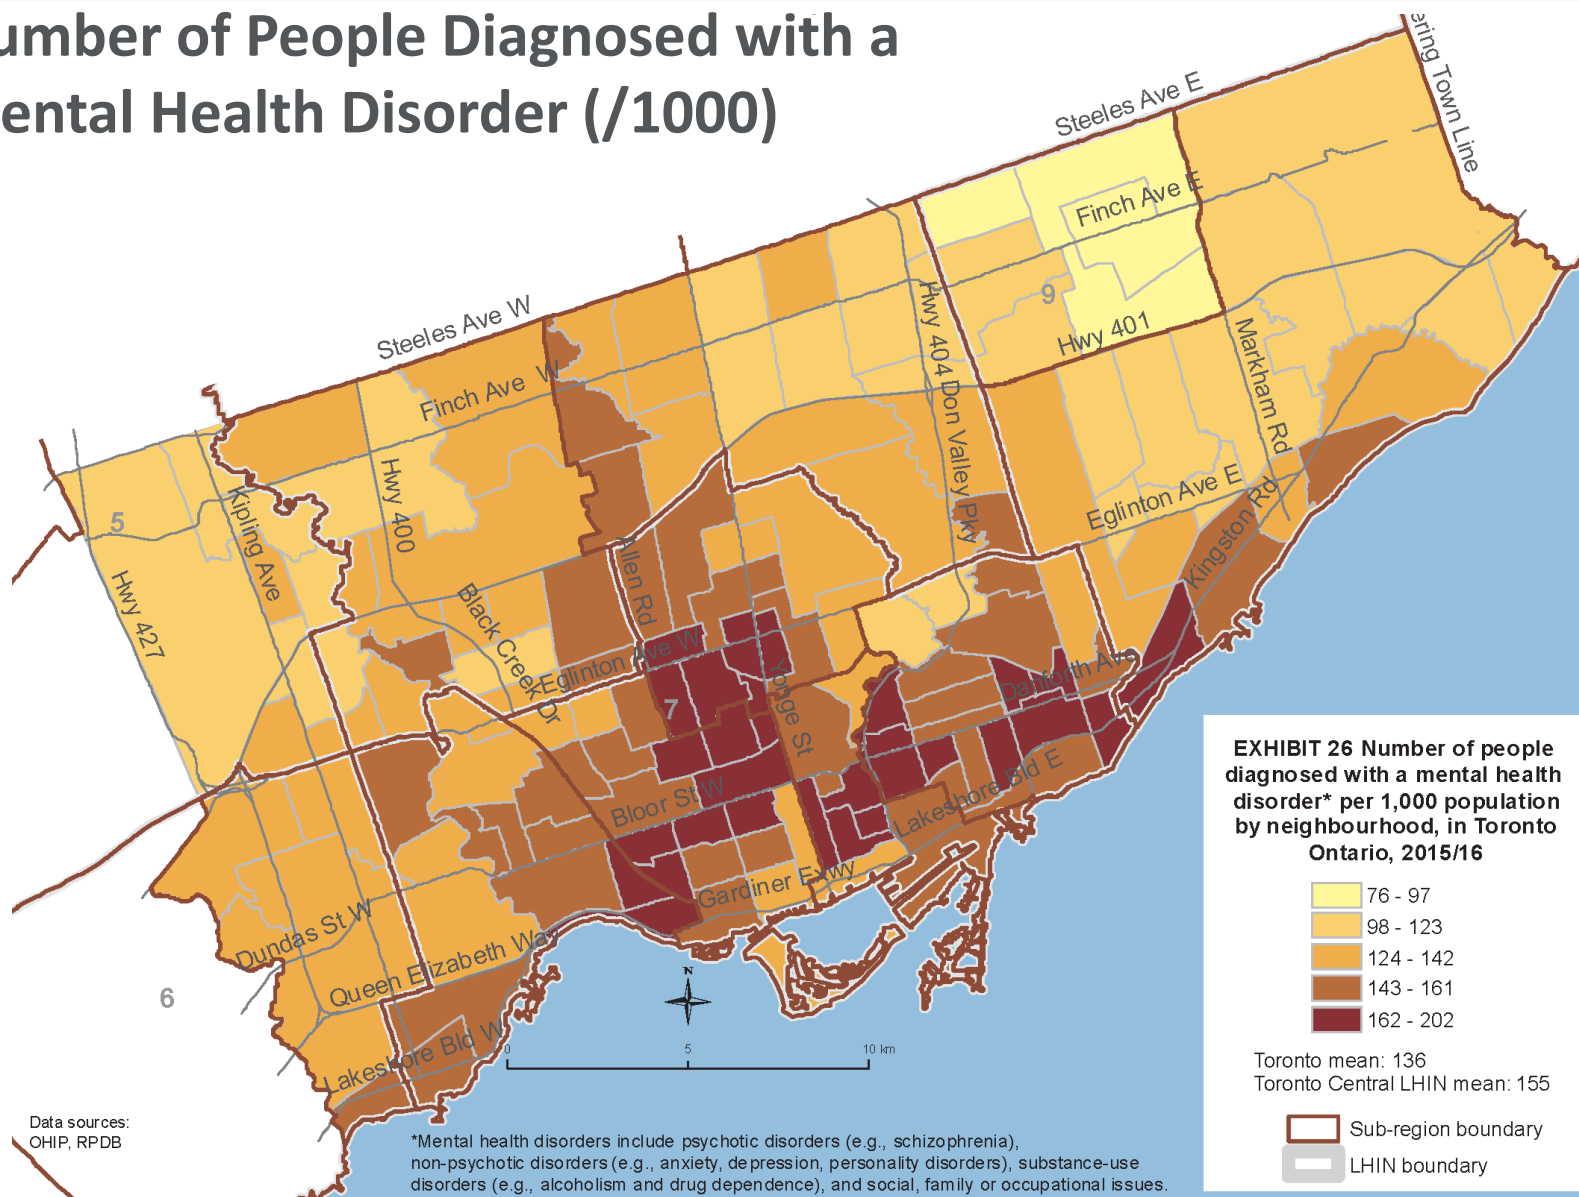 umber of People Diagnosed with a
ental Health Disorder (/1000)
ering Town Line
Steeles Ave E
Finch Ave E
9
Hwy 401
Hwy 404
Don Valley Pky
Markham Rd
Steeles Ave W
Finch Ave W
Hwy 400
Kipling Ave
5
Hwy 427
Allen Rd
Black Creek Dr
Eglinton Ave W
Eglinton Ave E
Kingston Rd
Danforth Ave
7
Yonge St
Bloor St W
Lakeshore Bld E
Gardiner Expwy
Dundas St W
Queen Elizabeth Way
6
Lakeshore Bld W
N
0 5 10 km
EXHIBIT 26 Number of people
diagnosed with a mental health
disorder* per 1,000 population
by neighbourhood, in Toronto
Ontario, 2015/16
76 - 97
98 - 123
124 - 142
143 - 161
162 - 202
Toronto mean: 136
Toronto Central LHIN mean: 155
Sub-region boundary
LHIN boundary
Data sources:
OHIP, RPDB
*Mental health disorders include psychotic disorders (e.g., schizophrenia),
non-psychotic disorders (e.g., anxiety, depression, personality disorders), substance-use
disorders (e.g., alcoholism and drug dependence), and social, family or occupational issues.